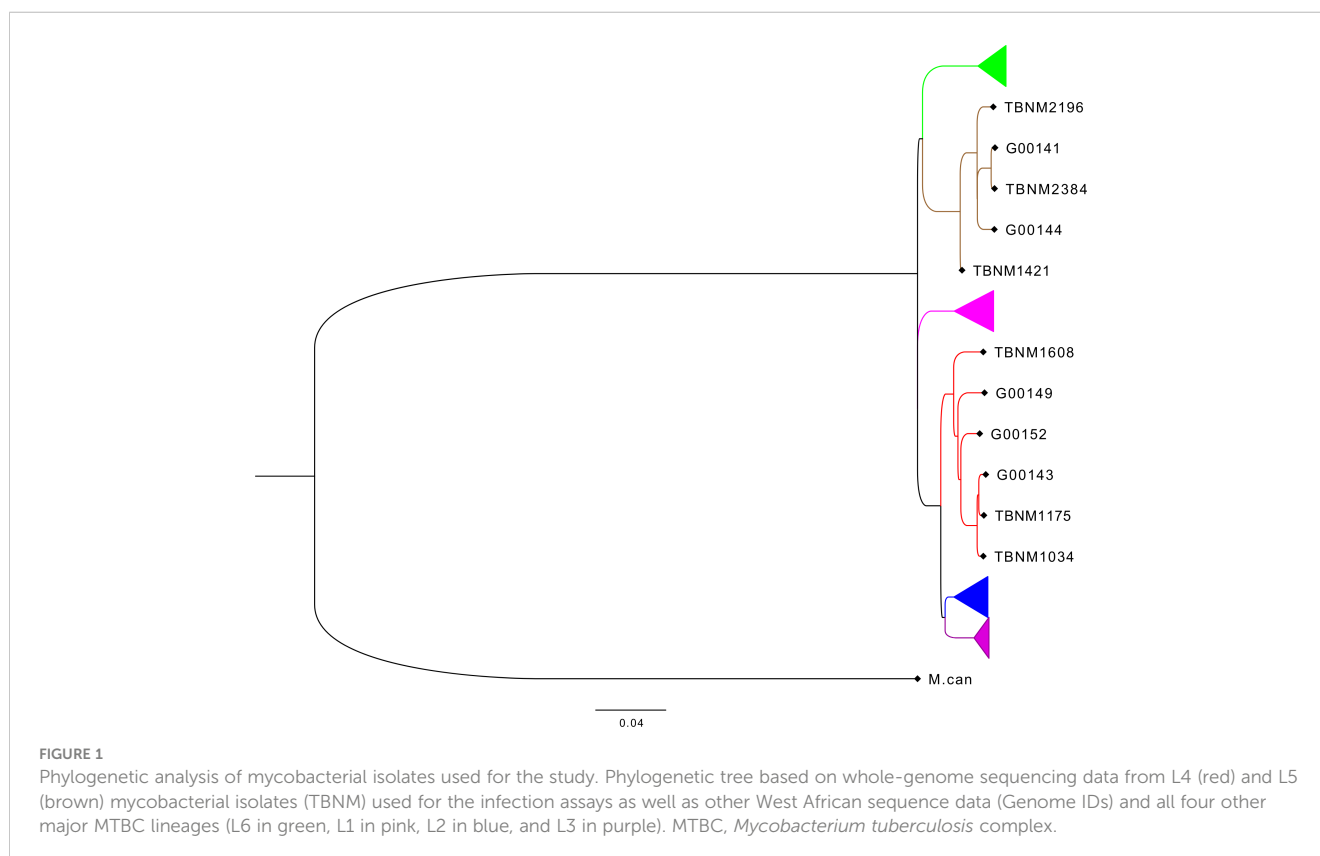 TBNM2196
G00141
TBNM2384
G00144
TBNM1421
TBNM1608
G00149
G00152
G00143
TBNM1175
TBNM1034
M.can
0.04
FIGURE 1
Phylogenetic analysis of mycobacterial isolates used for the study. Phylogenetic tree based on whole-genome sequencing data from L4 (red) and L5
(brown) mycobacterial isolates (TBNM) used for the infection assays as well as other West African sequence data (Genome IDs) and all four other
major MTBC lineages (L6 in green, L1 in pink, L2 in blue, and L3 in purple). MTBC, Mycobacterium tuberculosis complex.